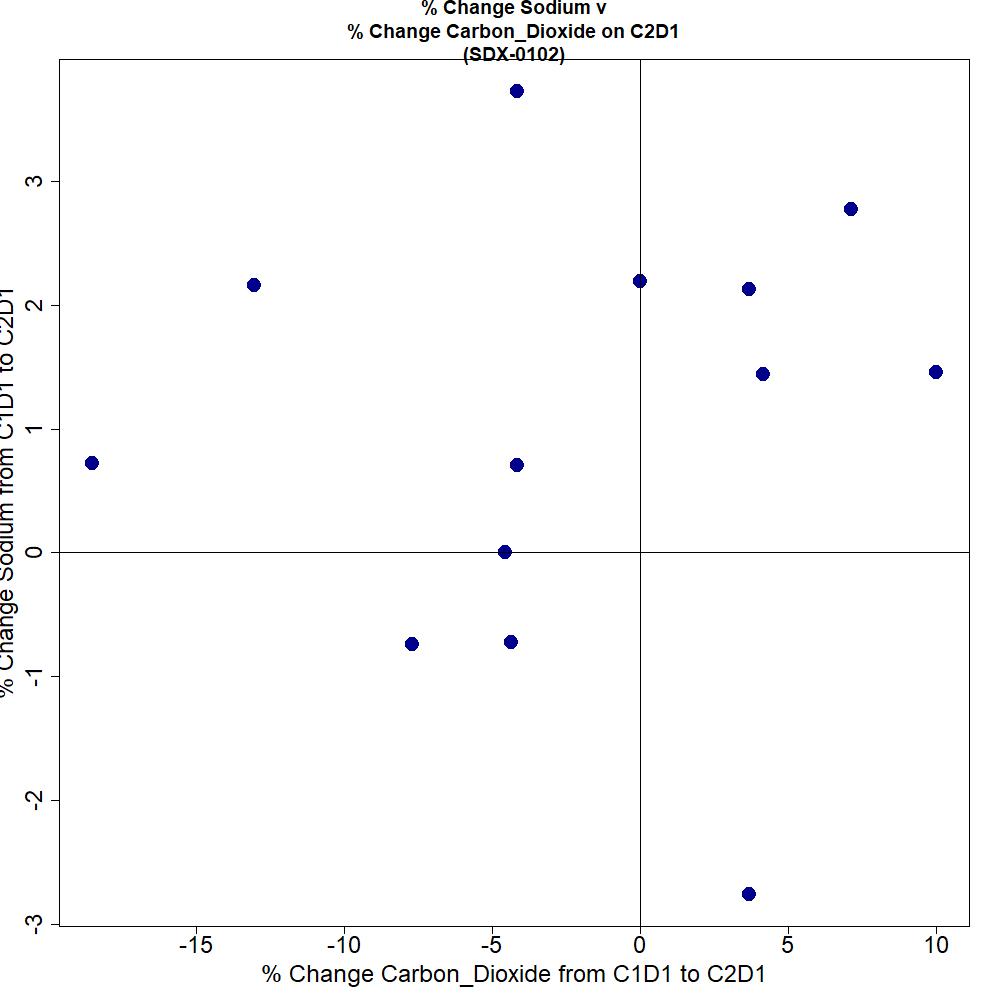 % Change Sodium v
% Change Carbon_Dioxide on C2D1
(SDX-0102)
% Change Sodium from C1D1 to C2D1
3
2
1
0
-1
-2
-3
-15 -10 -5 0 5 10
% Change Carbon_Dioxide from C1D1 to C2D1